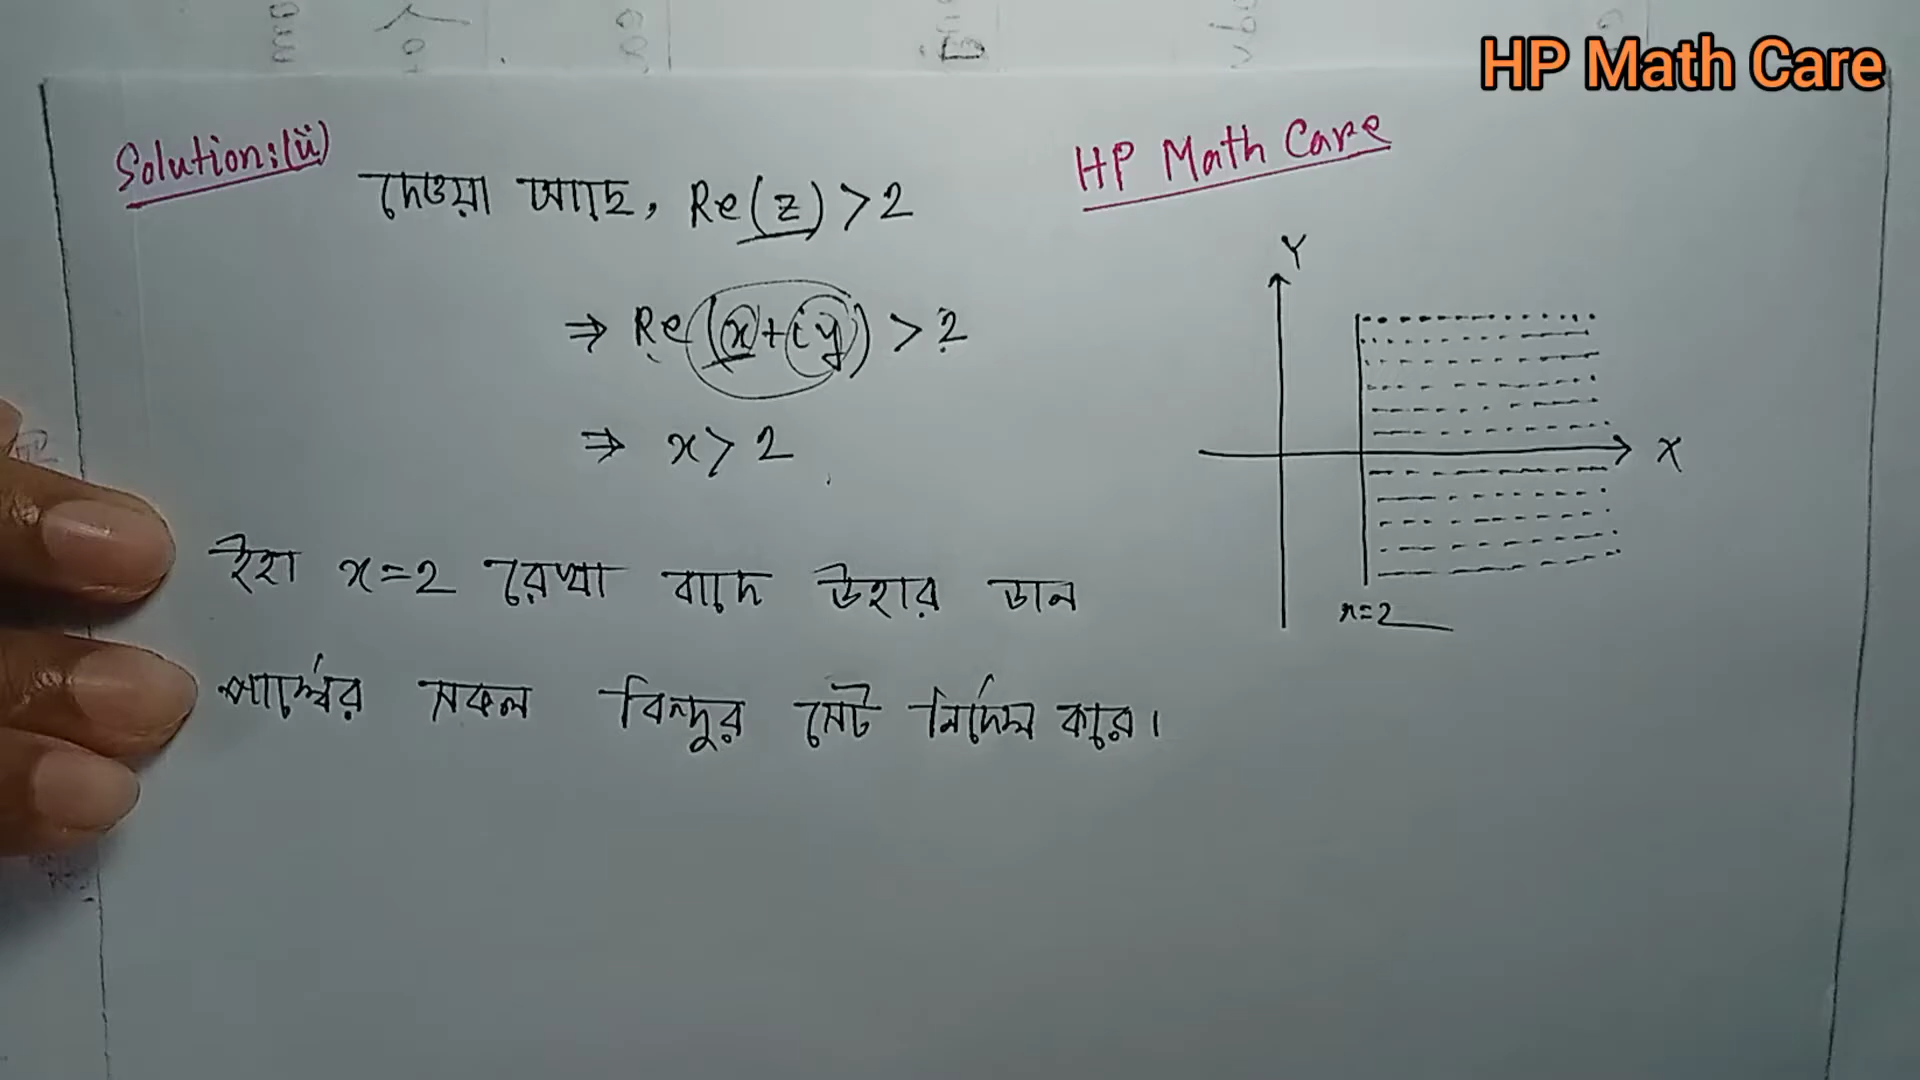 HP Math Care
Solution:(ii)
HP Math Care
দেওয়া আছে, Re(z) > 2
⇒ Re(x+iy) > 2
⇒ x > 2
ইহা x=2 রেখা বাদে উহার ডান
পার্শ্বের সকল বিন্দুর সেট নির্দেশ করে।
Y
X
x=2